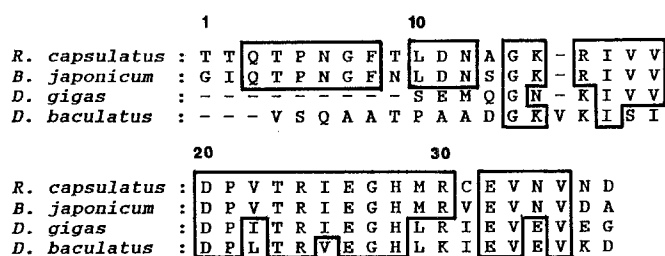 1 10
R. capsulatus : T T Q T P N G F T L D N A G K - R I V V
B. japonicum : G I Q T P N G F N L D N S G K - R I V V
D. gigas : - - - - - - - - - S E M Q G N - K I V V
D. baculatus : - - - V S Q A A T P A A D G K V K I S I
20 30
R. capsulatus : D P V T R I E G H M R C E V N V N D
B. japonicum : D P V T R I E G H M R V E V N V D A
D. gigas : D P I T R I E G H L R I E V E V E G
D. baculatus : D P L T R V E G H L K I E V E V K D